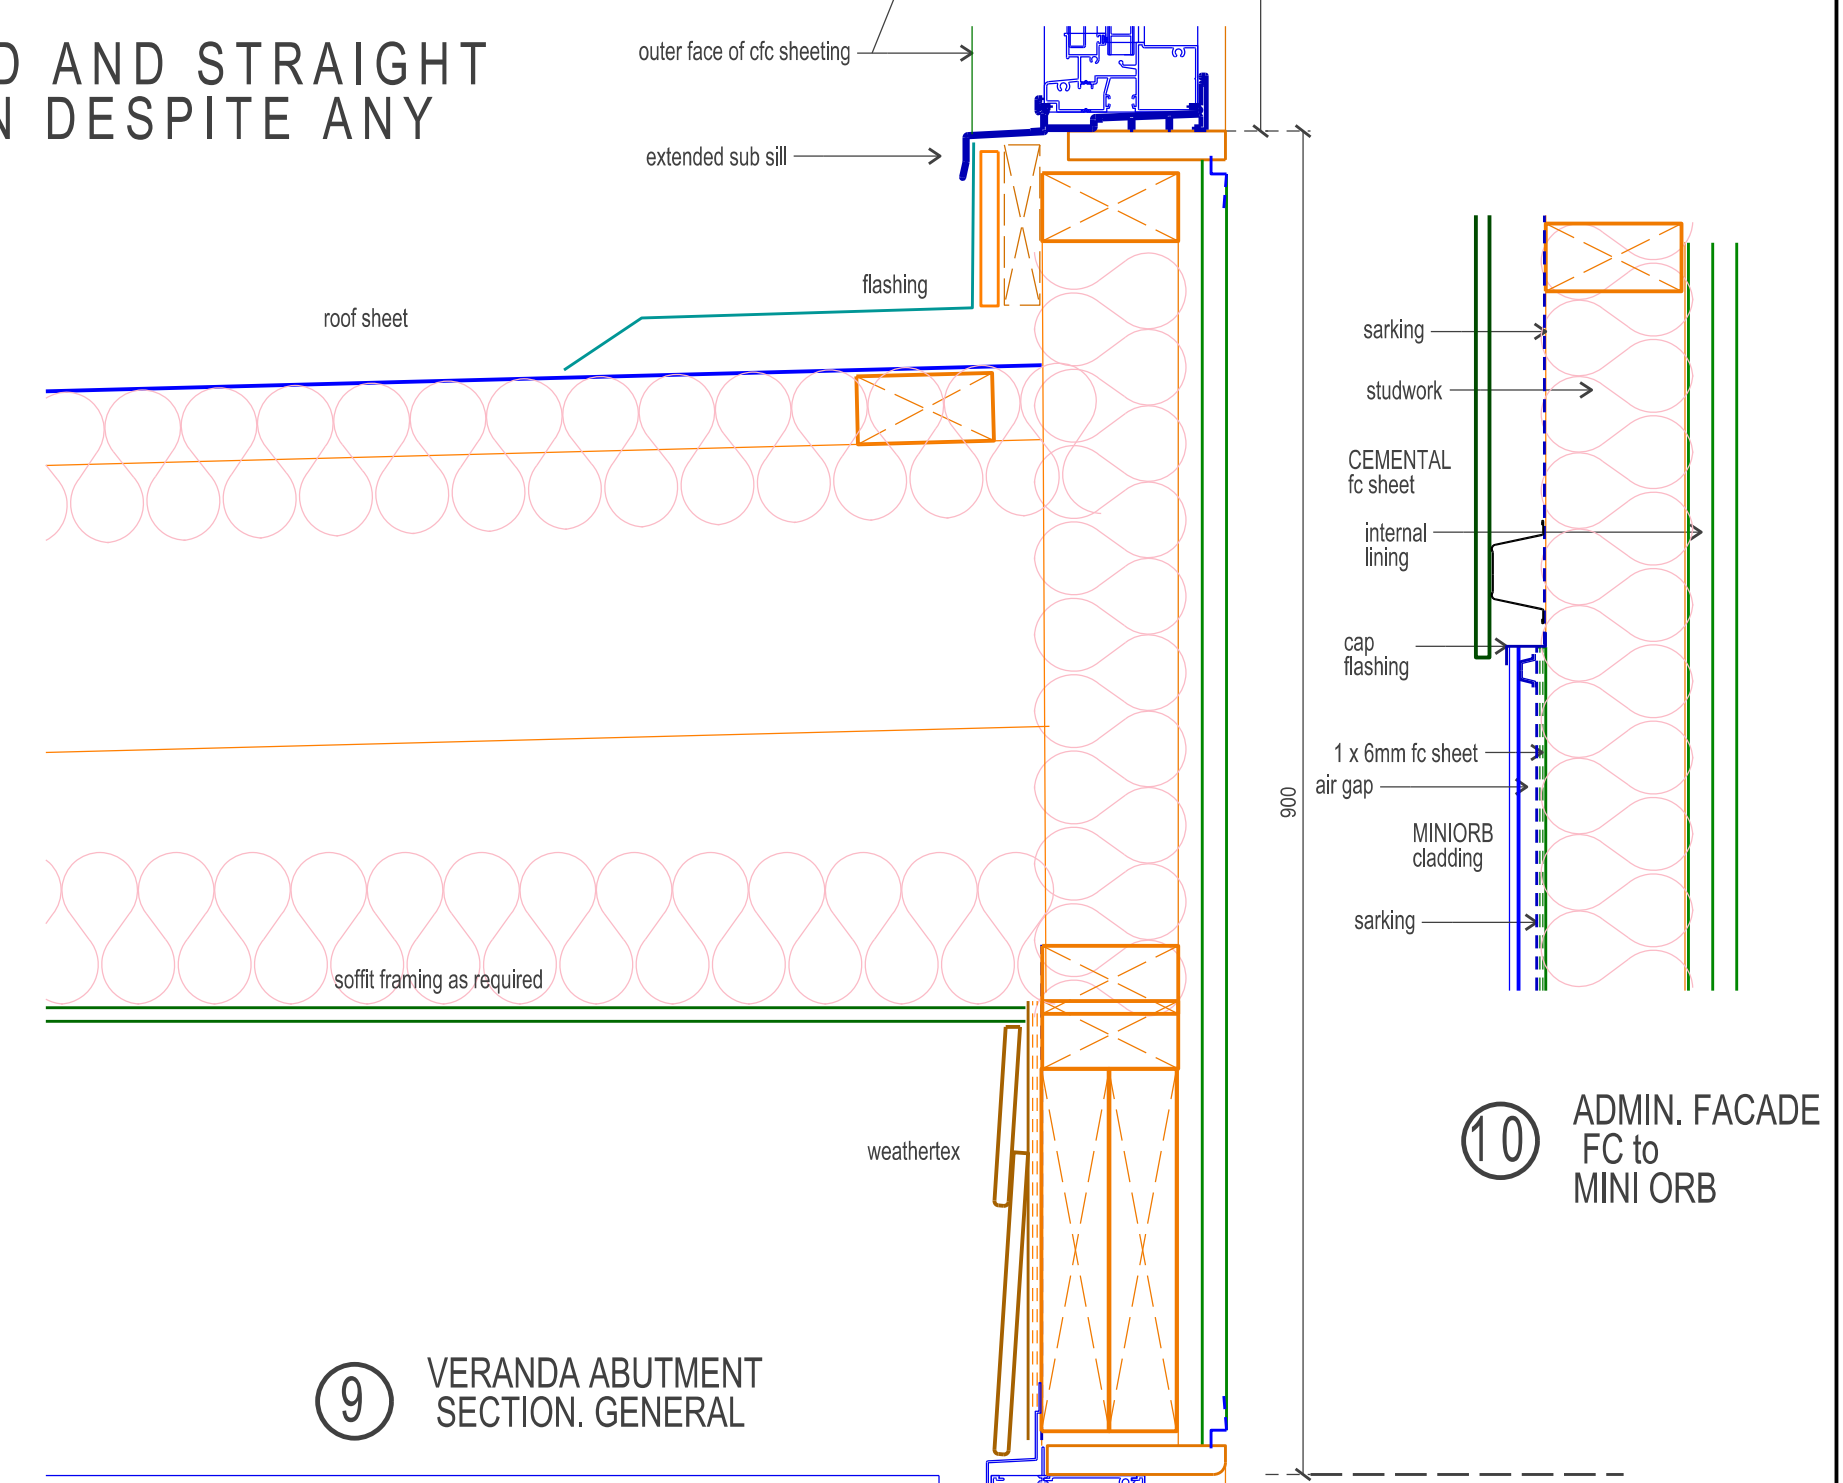 D AND STRAIGHT
N DESPITE ANY
outer face of cfc sheeting
extended sub sill
flashing
roof sheet
soffit framing as required
weathertex
900
9
VERANDA ABUTMENT
SECTION. GENERAL
sarking
studwork
CEMENTAL
fc sheet
internal
lining
cap
flashing
1 x 6mm fc sheet
air gap
MINIORB
cladding
sarking
10
ADMIN. FACADE
FC to
MINI ORB